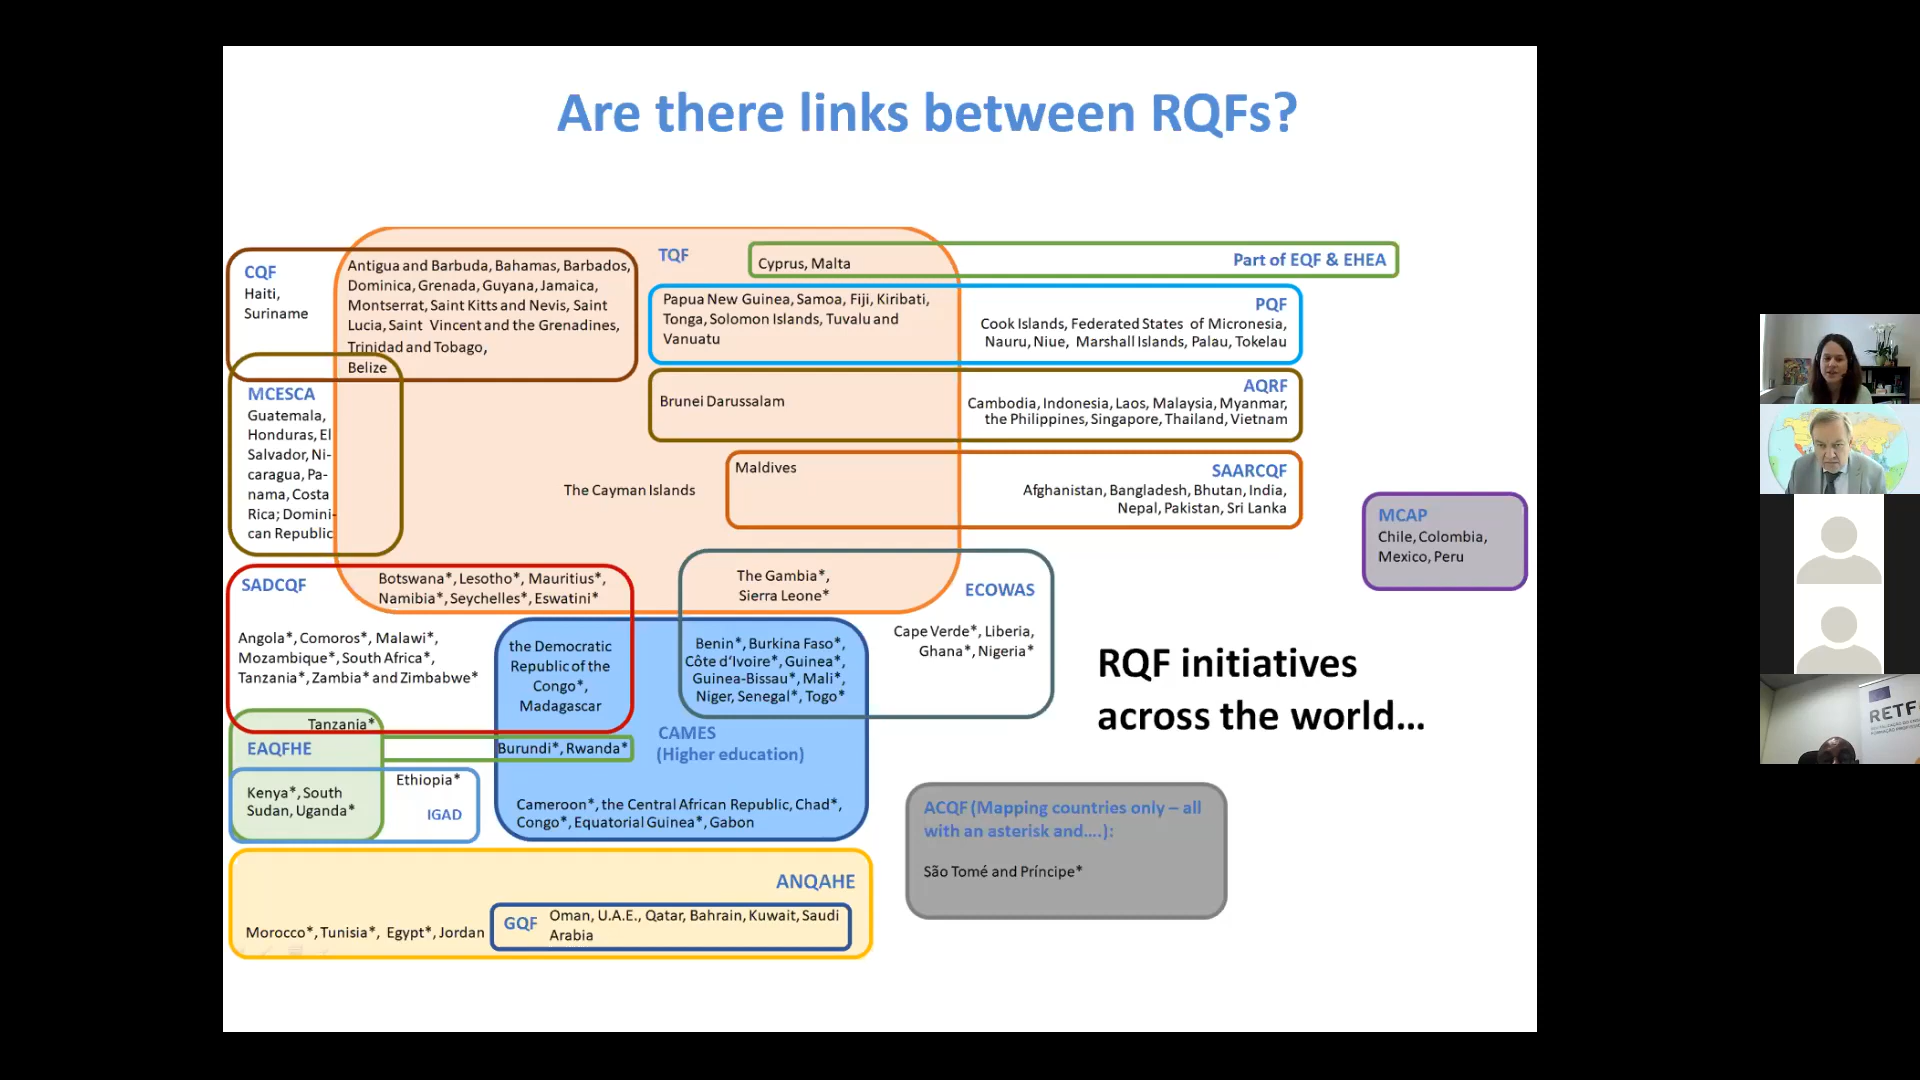 Are there links between RQFs?
CQF
Haiti,
Suriname
Antigua and Barbuda, Bahamas, Barbados,
Dominica, Grenada, Guyana, Jamaica,
Montserrat, Saint Kitts and Nevis, Saint
Lucia, Saint Vincent and the Grenadines,
Trinidad and Tobago,
Belize
TQF
Cyprus, Malta
Part of EQF & EHEA
Papua New Guinea, Samoa, Fiji, Kiribati,
Tonga, Solomon Islands, Tuvalu and
Vanuatu
PQF
Cook Islands, Federated States of Micronesia,
Nauru, Niue, Marshall Islands, Palau, Tokelau
MCESCA
Guatemala,
Honduras, El
Salvador, Ni-
caragua, Pa-
nama, Costa
Rica; Domini-
can Republic
Brunei Darussalam
AQRF
Cambodia, Indonesia, Laos, Malaysia, Myanmar,
the Philippines, Singapore, Thailand, Vietnam
The Cayman Islands
Maldives
SAARCQF
Afghanistan, Bangladesh, Bhutan, India,
Nepal, Pakistan, Sri Lanka
MCAP
Chile, Colombia,
Mexico, Peru
SADCQF
Botswana*, Lesotho*, Mauritius*,
Namibia*, Seychelles*, Eswatini*
Angola*, Comoros*, Malawi*,
Mozambique*, South Africa*,
Tanzania*, Zambia* and Zimbabwe*
the Democratic
Republic of the
Congo*,
Madagascar
The Gambia*,
Sierra Leone*
ECOWAS
Benin*, Burkina Faso*,
Côte d'Ivoire*, Guinea*,
Guinea-Bissau*, Mali*,
Niger, Senegal*, Togo*
Cape Verde*, Liberia,
Ghana*, Nigeria*
RQF initiatives
across the world...
Tanzania*
EAQFHE
Burundi*, Rwanda*
CAMES
(Higher education)
Kenya*, South
Sudan, Uganda*
Ethiopia*
IGAD
Cameroon*, the Central African Republic, Chad*,
Congo*, Equatorial Guinea*, Gabon
ACQF (Mapping countries only – all
with an asterisk and....):
São Tomé and Príncipe*
ANQAHE
Morocco*, Tunisia*, Egypt*, Jordan
GQF
Oman, U.A.E., Qatar, Bahrain, Kuwait, Saudi
Arabia
RETF